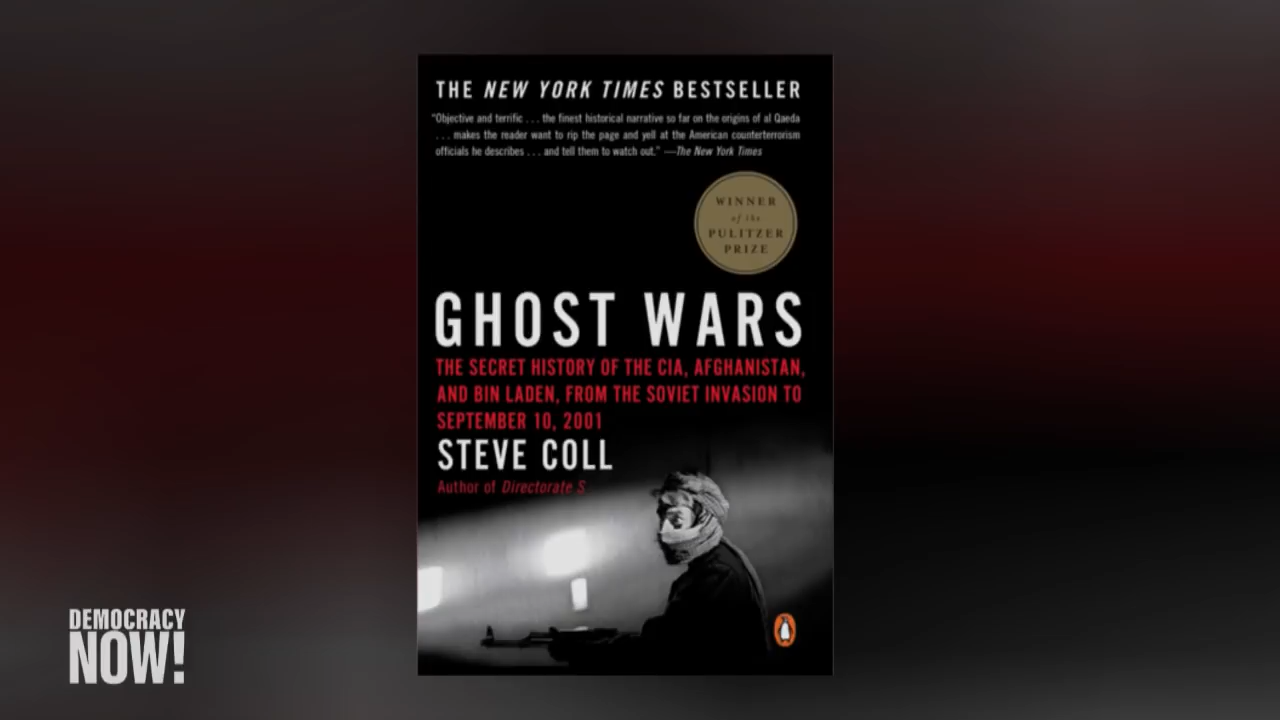 THE NEW YORK TIMES BESTSELLER
"Objective and terrific . . . the finest historical narrative so far on the origins of al Qaeda
. . . makes the reader want to rip the page and yell at the American counterterrorism
officials he describes . . . and tell them to watch out." —The New York Times
WINNER
of the
PULITZER
PRIZE
GHOST WARS
THE SECRET HISTORY OF THE CIA, AFGHANISTAN,
AND BIN LADEN, FROM THE SOVIET INVASION TO
SEPTEMBER 10, 2001
STEVE COLL
Author of Directorate S
DEMOCRACY
NOW!